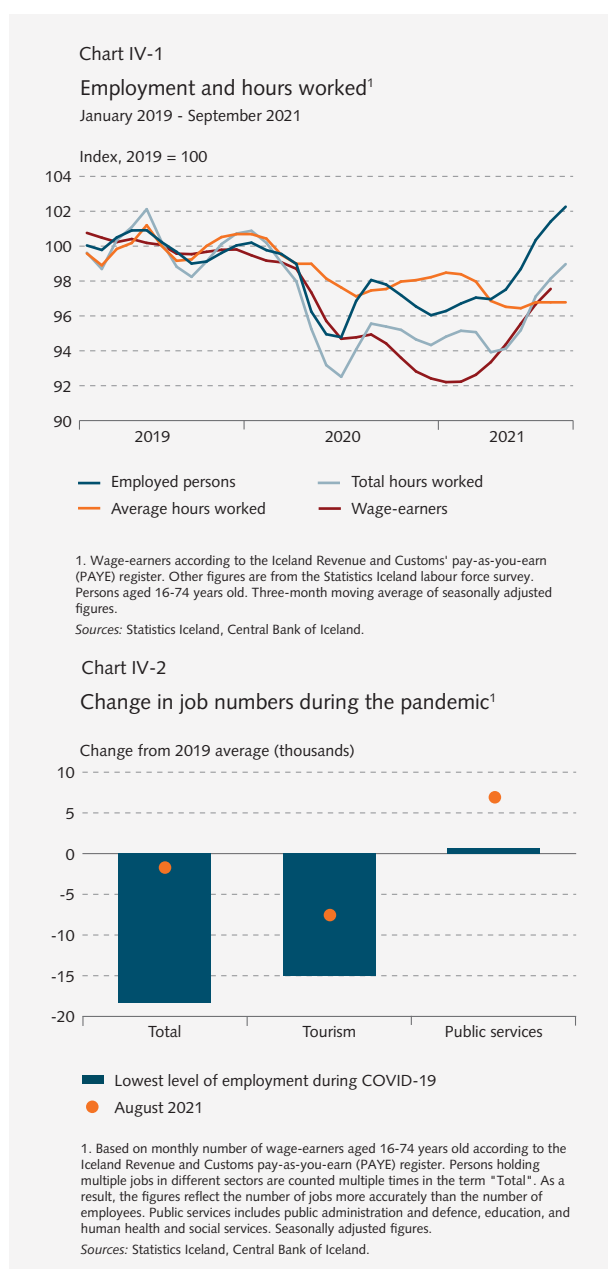 Chart IV-1
Employment and hours worked¹
January 2019 - September 2021
Index, 2019 = 100
104
102
100
98
96
94
92
90
2019 2020 2021
Employed persons Total hours worked
Average hours worked Wage-earners
1. Wage-earners according to the Iceland Revenue and Customs' pay-as-you-earn
(PAYE) register. Other figures are from the Statistics Iceland labour force survey.
Persons aged 16-74 years old. Three-month moving average of seasonally adjusted
figures.
Sources: Statistics Iceland, Central Bank of Iceland.
Chart IV-2
Change in job numbers during the pandemic¹
Change from 2019 average (thousands)
10
5
0
-5
-10
-15
-20
Total Tourism Public services
Lowest level of employment during COVID-19
August 2021
1. Based on monthly number of wage-earners aged 16-74 years old according to the
Iceland Revenue and Customs pay-as-you-earn (PAYE) register. Persons holding
multiple jobs in different sectors are counted multiple times in the term "Total". As a
result, the figures reflect the number of jobs more accurately than the number of
employees. Public services includes public administration and defence, education, and
human health and social services. Seasonally adjusted figures.
Sources: Statistics Iceland, Central Bank of Iceland.